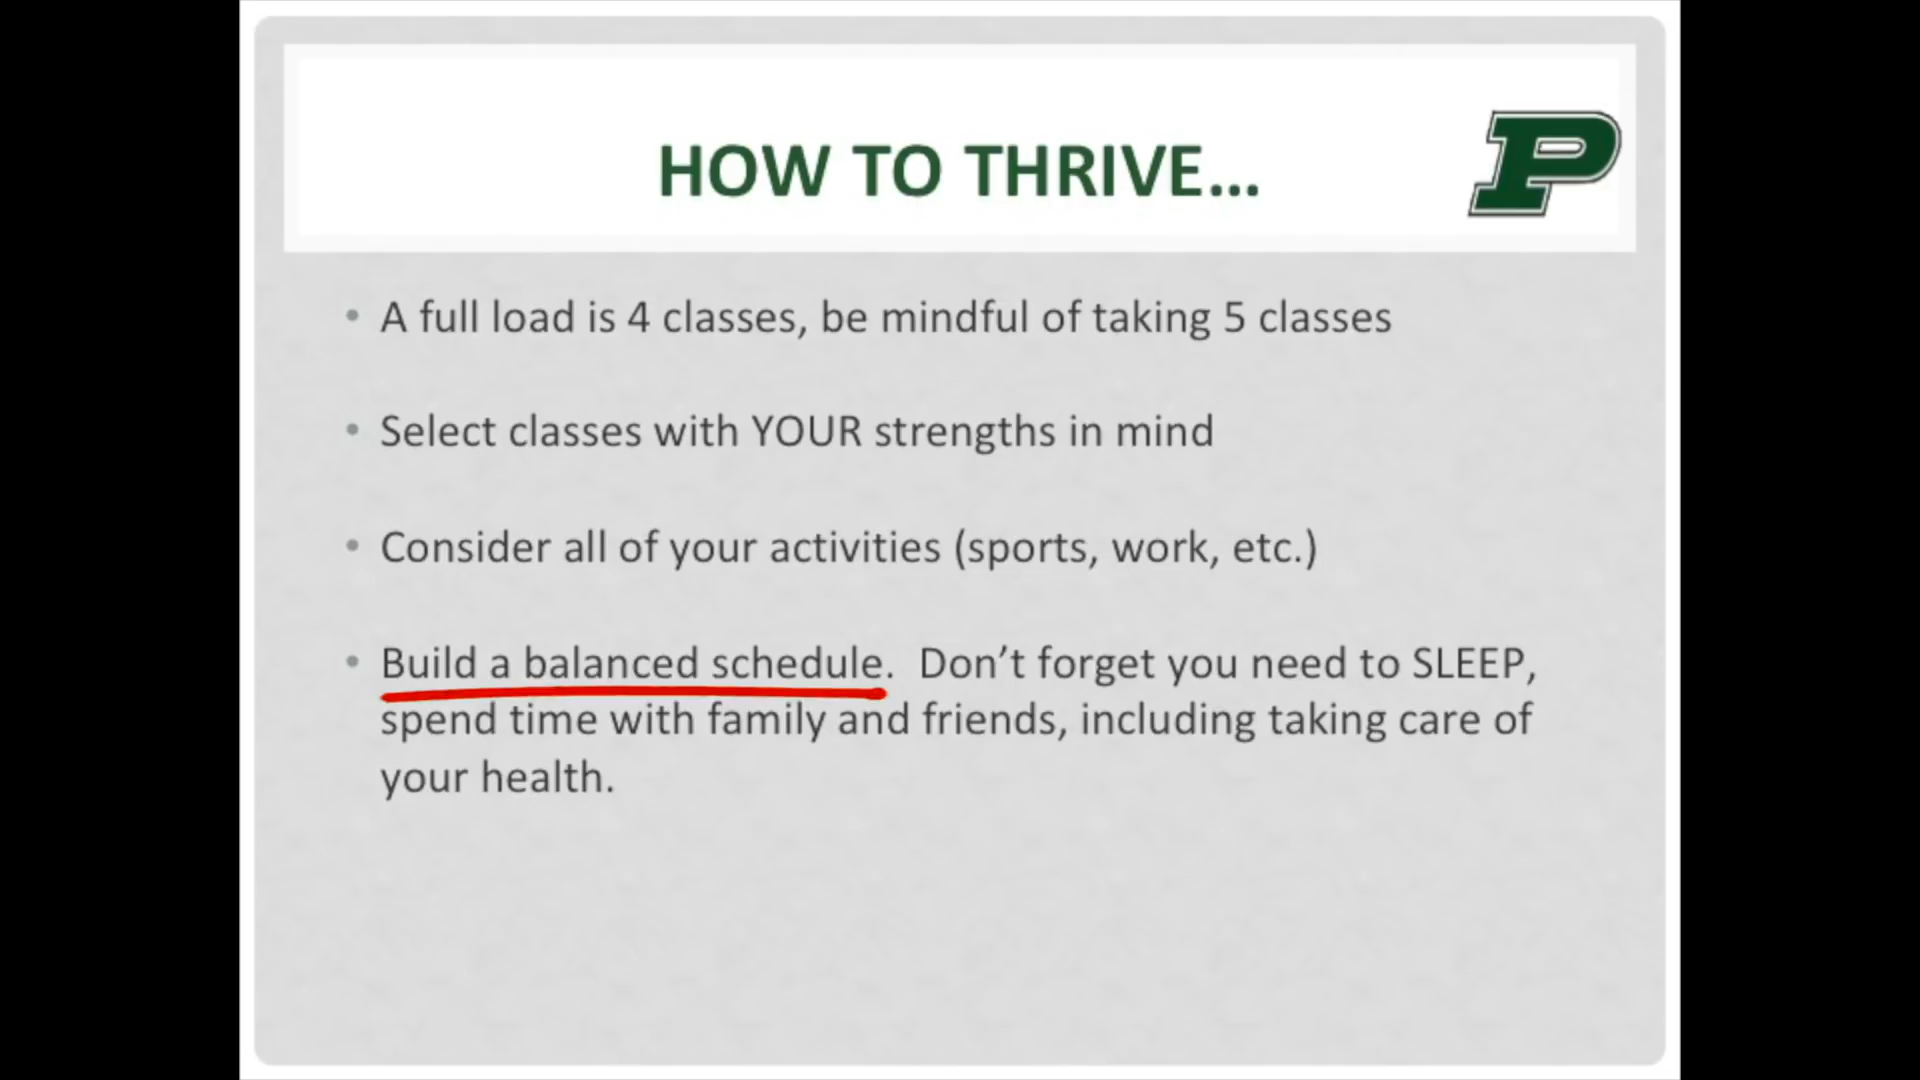 HOW TO THRIVE...
P
• A full load is 4 classes, be mindful of taking 5 classes
• Select classes with YOUR strengths in mind
• Consider all of your activities (sports, work, etc.)
• Build a balanced schedule.  Don’t forget you need to SLEEP,
spend time with family and friends, including taking care of
your health.